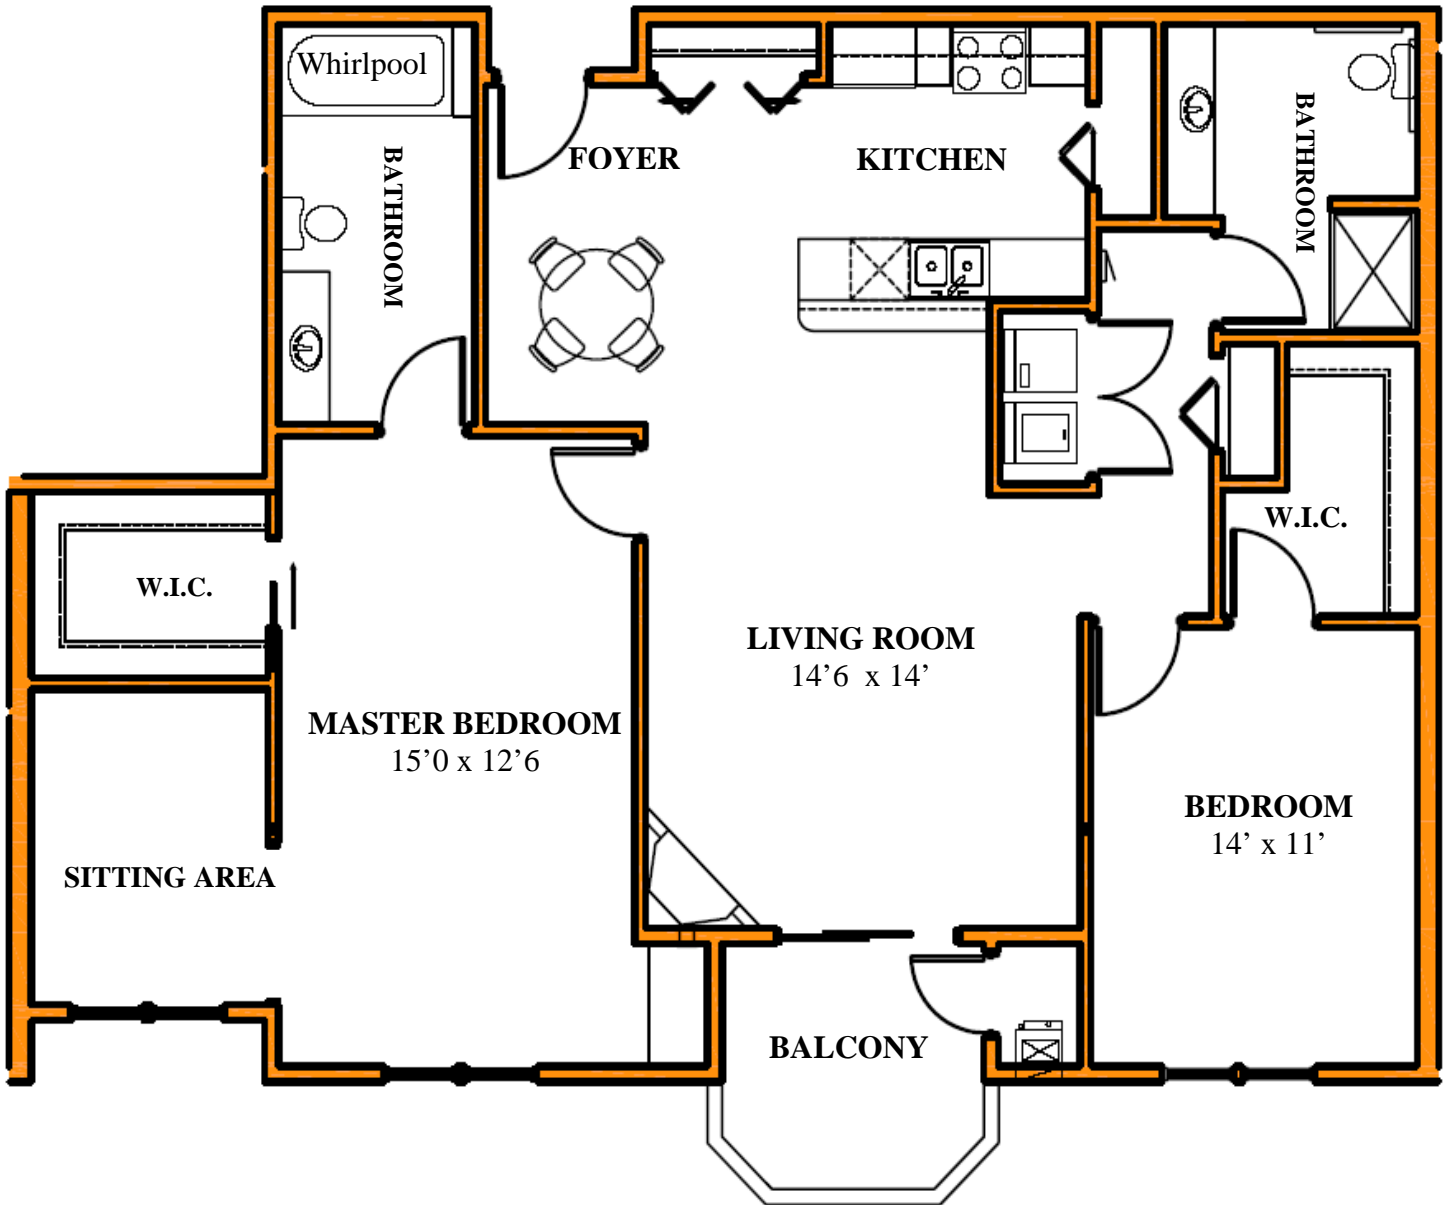 Whirlpool
BATHROOM
FOYER
KITCHEN
BATHROOM
W.I.C.
W.I.C.
LIVING ROOM
14’6 x 14’
MASTER BEDROOM
15’0 x 12’6
BEDROOM
14’ x 11’
SITTING AREA
BALCONY